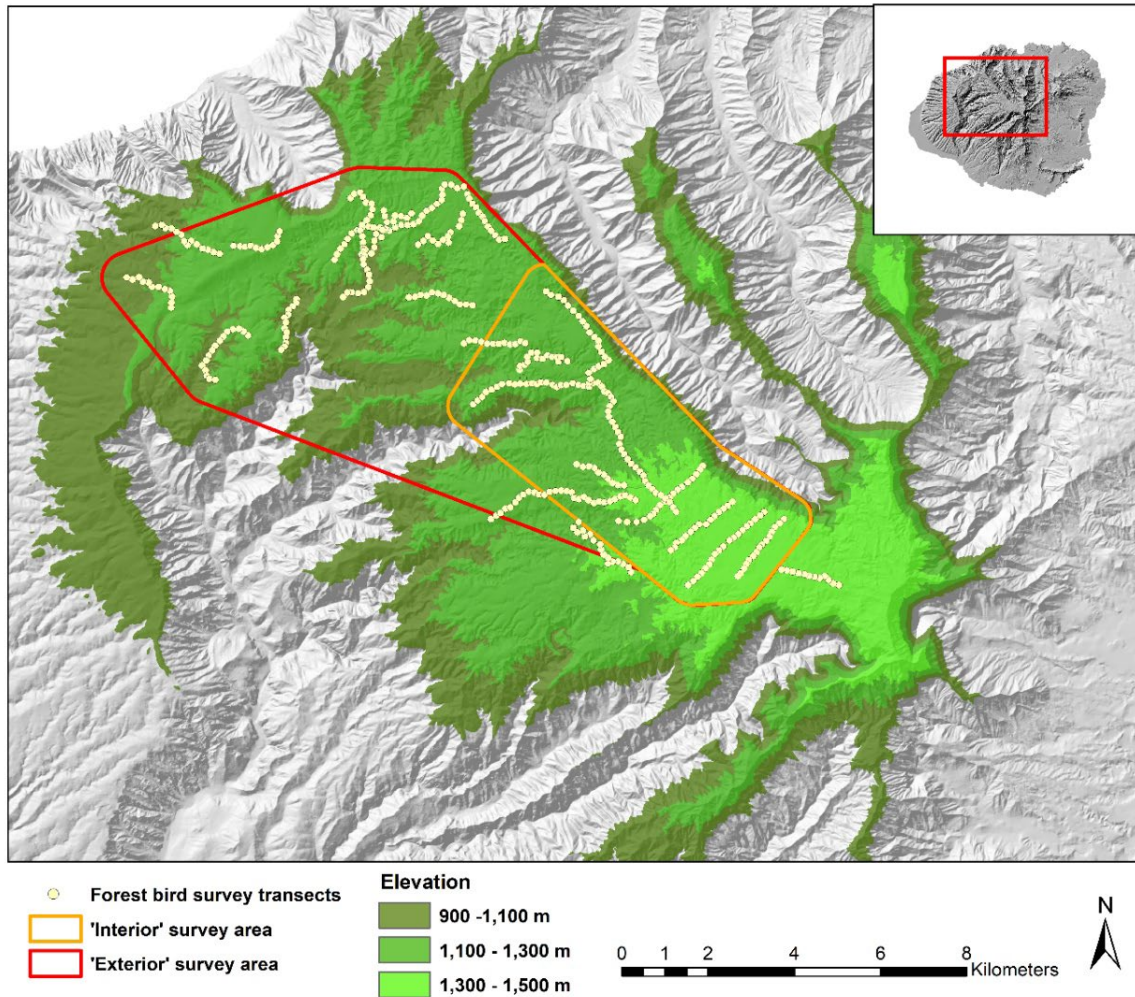 Forest bird survey transects
'Interior' survey area
'Exterior' survey area
Elevation
900 -1,100 m
1,100 - 1,300 m
1,300 - 1,500 m
0 1 2 4 6 8
Kilometers
N